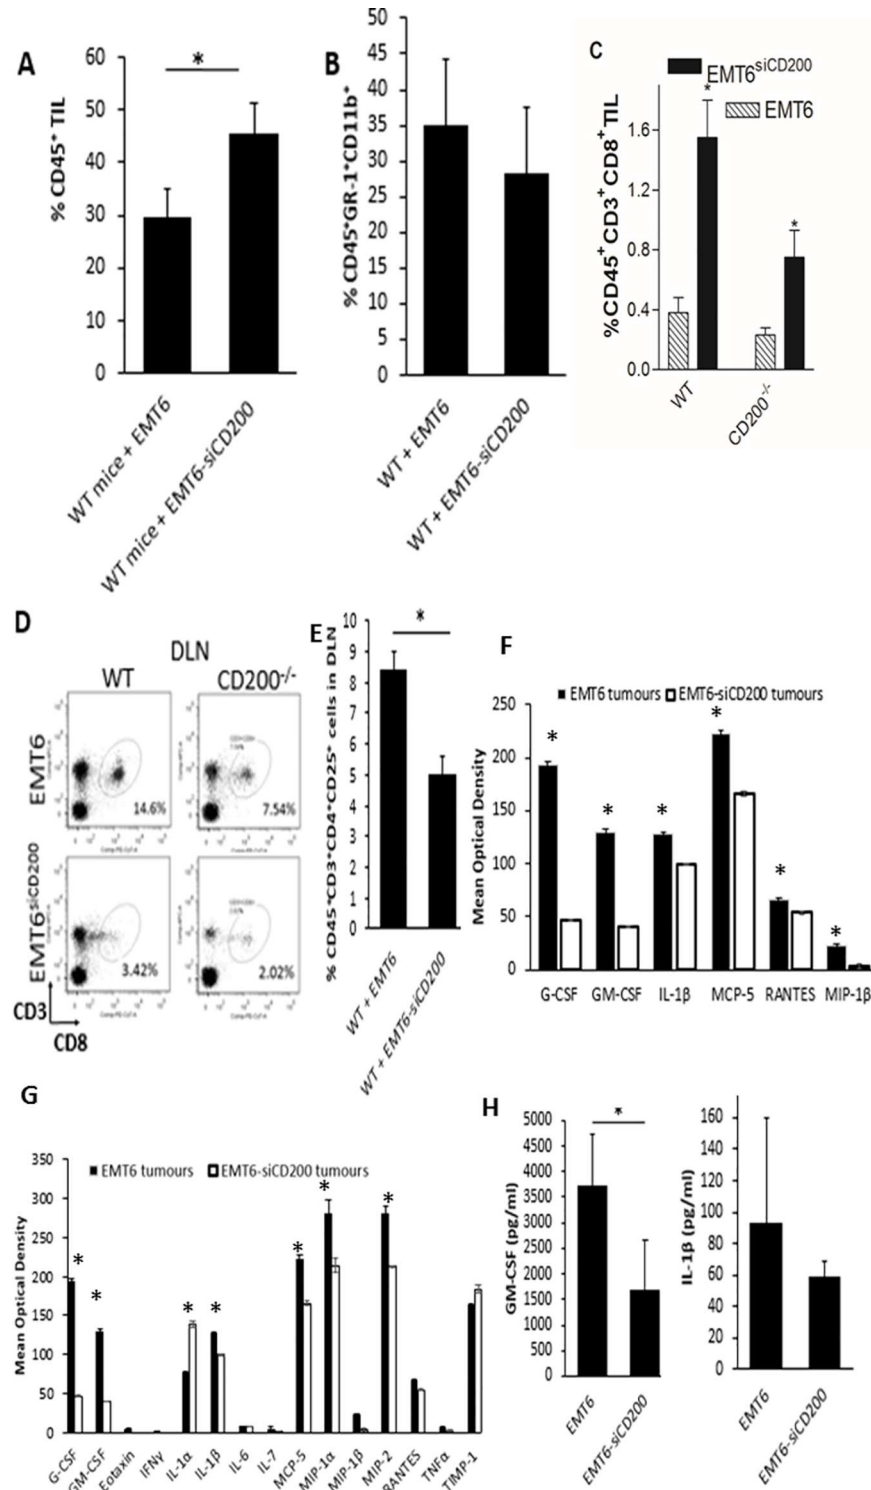 A
% CD45⁺ TIL
60
50
40
30
20
10
0
*
WT mice + EMT6
WT mice + EMT6-siCD200
B
% CD45⁺GR-1⁺CD11b⁺
50
45
40
35
30
25
20
15
10
5
0
WT + EMT6
WT + EMT6-siCD200
C
EMT6siCD200
EMT6
%CD45⁺CD3⁺CD8⁺TIL
1.6
1.2
0.8
0.4
0.0
*
*
WT
CD200⁻/⁻
D
DLN
WT CD200⁻/⁻
EMT6
14.6%
7.54%
EMT6siCD200
3.42%
2.02%
CD3
CD8
E
% CD45⁺CD3⁺CD4⁺CD25⁺ cells in DLN
10
9
8
7
6
5
4
3
2
1
0
*
WT + EMT6
WT + EMT6-siCD200
F
EMT6 tumours EMT6-siCD200 tumours
Mean Optical Density
250
200
150
100
50
0
* * * * * *
G-CSF GM-CSF IL-1β MCP-5 RANTES MIP-1β
G
EMT6 tumours EMT6-siCD200 tumours
Mean Optical Density
350
300
250
200
150
100
50
0
* * * * * * *
G-CSF
GM-CSF
Eotaxin
IFNγ
IL-1α
IL-1β
IL-6
IL-7
MCP-5
MIP-1α
MIP-1β
MIP-2
RANTES
TNFα
TIMP-1
H
GM-CSF (pg/ml)
5000
4500
4000
3500
3000
2500
2000
1500
1000
500
0
*
EMT6
EMT6-siCD200
IL-1β (pg/ml)
160
140
120
100
80
60
40
20
0
EMT6
EMT6-siCD200